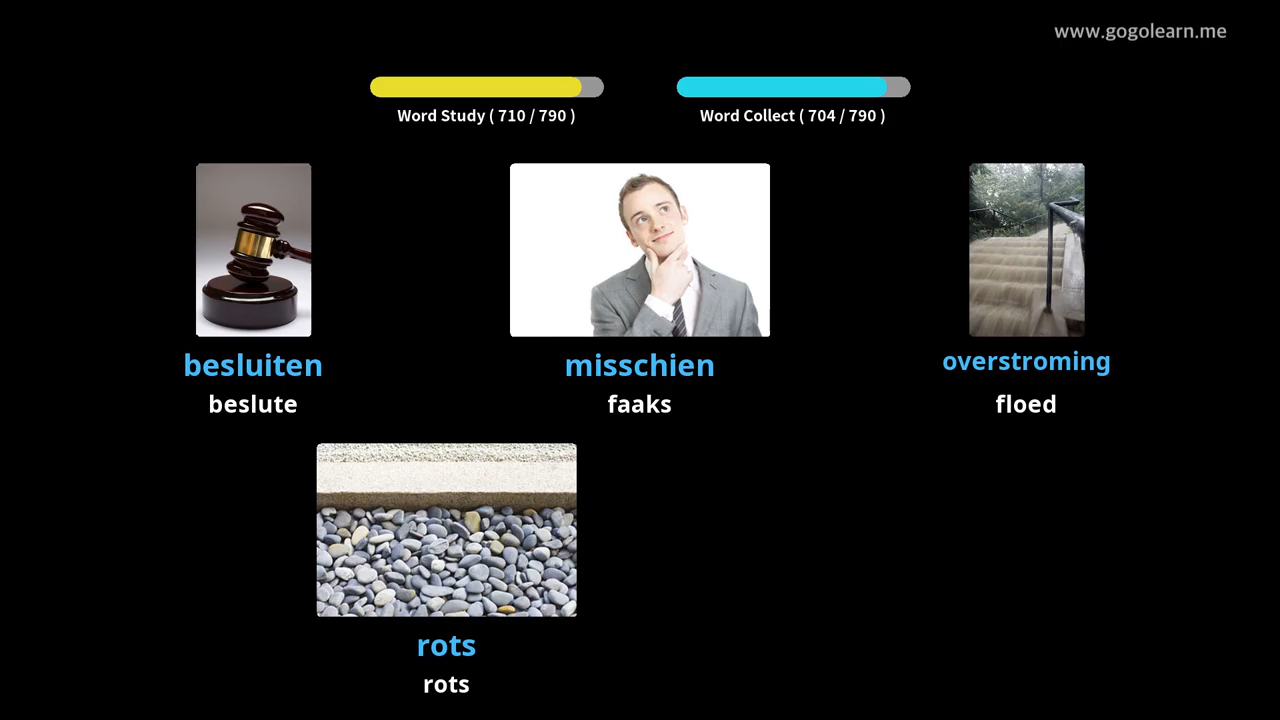 www.gogolearn.me
Word Study ( 710 / 790 )
Word Collect ( 704 / 790 )
besluiten
beslute
misschien
faaks
overstroming
floed
rots
rots